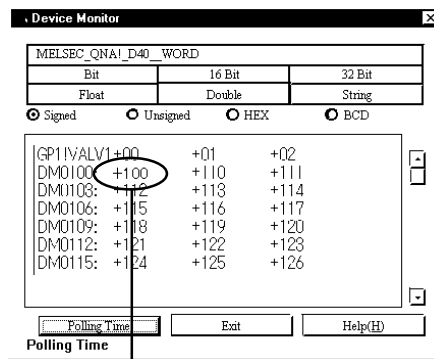 Device Monitor
MELSEC_QNA!_D40__WORD
Bit 16 Bit 32 Bit
Float Double String
Signed Unsigned HEX BCD
GP1!VALV1+00 +01 +02
DM0100: +100 +110 +111
DM0103: +112 +113 +114
DM0106: +115 +116 +117
DM0109: +118 +119 +120
DM0112: +121 +122 +123
DM0115: +124 +125 +126
Polling Time Exit Help(H)
Polling Time